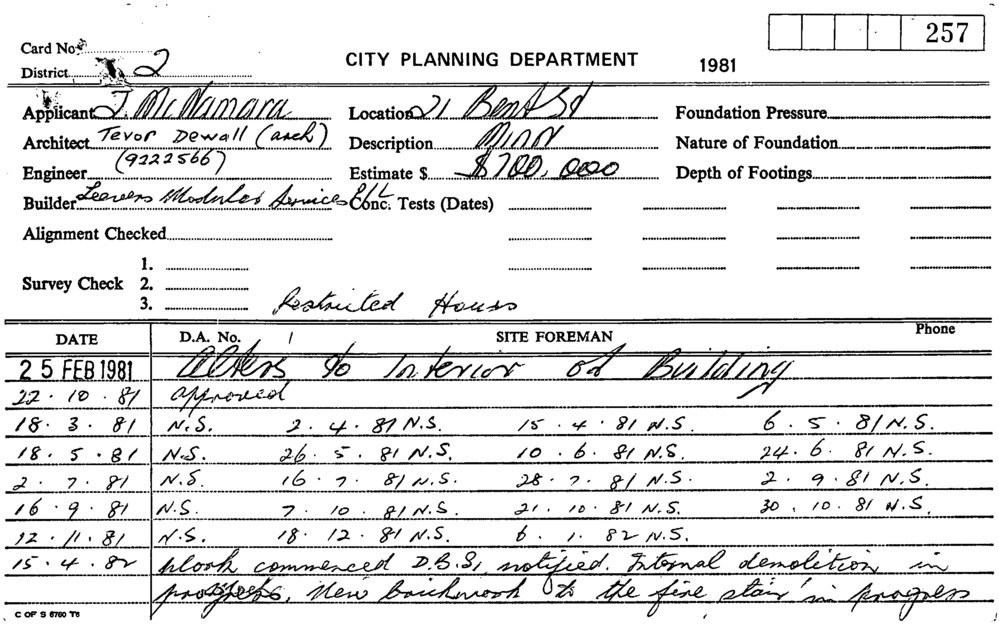 257
Card No.
CITY PLANNING DEPARTMENT 1981
District 2
Applicant J. McNamara Location 21 Bent St Foundation Pressure
Architect Tevor Dewall (arch) Description Minn Nature of Foundation
(9222566)
Engineer Estimate $ $700,000 Depth of Footings
Builder Leevers Modular Services P/L Conc. Tests (Dates)
Alignment Checked
1.
Survey Check 2.
3. Restricted Hours
DATE D.A. No. SITE FOREMAN Phone
25 FEB 1981 Alters to Interior of Building
22.10.81 approved
18.3.81 N.S. 2.4.81 N.S. 15.4.81 N.S. 6.5.81 N.S.
18.5.81 N.S. 26.5.81 N.S. 10.6.81 N.S. 24.6.81 N.S.
2.7.81 N.S. 16.7.81 N.S. 28.7.81 N.S. 2.9.81 N.S.
16.9.81 N.S. 7.10.81 N.S. 21.10.81 N.S. 30.10.81 N.S.
12.11.81 N.S. 18.12.81 N.S. 6.1.82 N.S.
15.4.82 commenced D.B.S. notified. Internal demolition in
progress. New brickwork to the fire stair in progress
C OF S 6760 T6